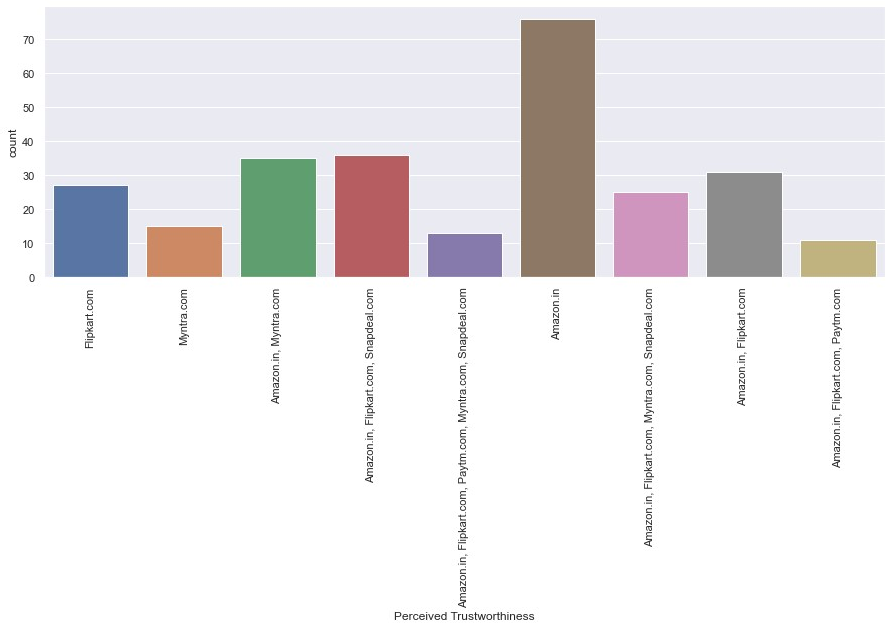 70
60
50
40
30
20
10
0
count
Flipkart.com
Myntra.com
Amazon.in, Myntra.com
Amazon.in, Flipkart.com, Snapdeal.com
Amazon.in, Flipkart.com, Paytm.com, Myntra.com, Snapdeal.com
Amazon.in
Amazon.in, Flipkart.com, Myntra.com, Snapdeal.com
Amazon.in, Flipkart.com
Amazon.in, Flipkart.com, Paytm.com
Perceived Trustworthiness